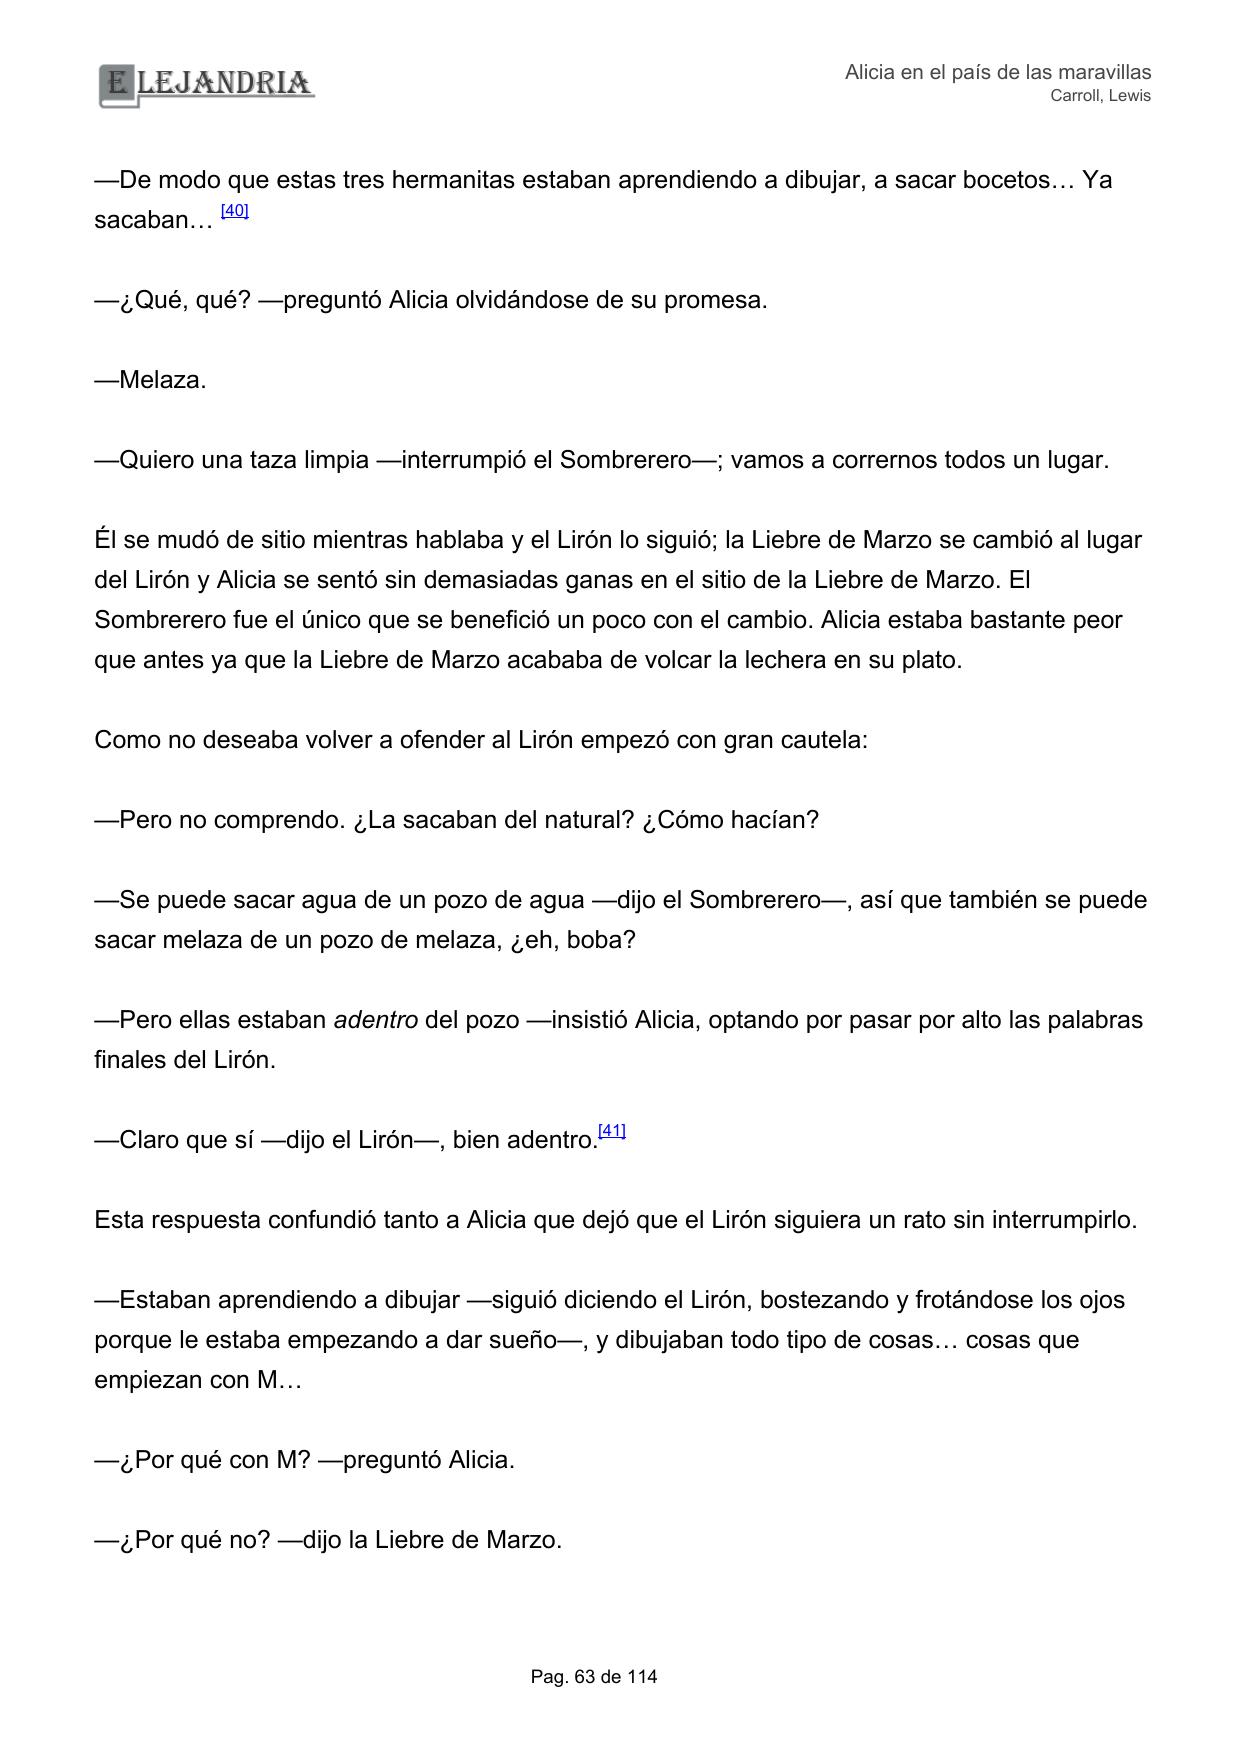 ELEJANDRIA
Alicia en el país de las maravillas
Carroll, Lewis
—De modo que estas tres hermanitas estaban aprendiendo a dibujar, a sacar bocetos… Ya
sacaban… [40]
—¿Qué, qué? —preguntó Alicia olvidándose de su promesa.
—Melaza.
—Quiero una taza limpia —interrumpió el Sombrerero—; vamos a corrernos todos un lugar.
Él se mudó de sitio mientras hablaba y el Lirón lo siguió; la Liebre de Marzo se cambió al lugar
del Lirón y Alicia se sentó sin demasiadas ganas en el sitio de la Liebre de Marzo. El
Sombrerero fue el único que se benefició un poco con el cambio. Alicia estaba bastante peor
que antes ya que la Liebre de Marzo acababa de volcar la lechera en su plato.
Como no deseaba volver a ofender al Lirón empezó con gran cautela:
—Pero no comprendo. ¿La sacaban del natural? ¿Cómo hacían?
—Se puede sacar agua de un pozo de agua —dijo el Sombrerero—, así que también se puede
sacar melaza de un pozo de melaza, ¿eh, boba?
—Pero ellas estaban adentro del pozo —insistió Alicia, optando por pasar por alto las palabras
finales del Lirón.
—Claro que sí —dijo el Lirón—, bien adentro.[41]
Esta respuesta confundió tanto a Alicia que dejó que el Lirón siguiera un rato sin interrumpirlo.
—Estaban aprendiendo a dibujar —siguió diciendo el Lirón, bostezando y frotándose los ojos
porque le estaba empezando a dar sueño—, y dibujaban todo tipo de cosas… cosas que
empiezan con M…
—¿Por qué con M? —preguntó Alicia.
—¿Por qué no? —dijo la Liebre de Marzo.
Pag. 63 de 114